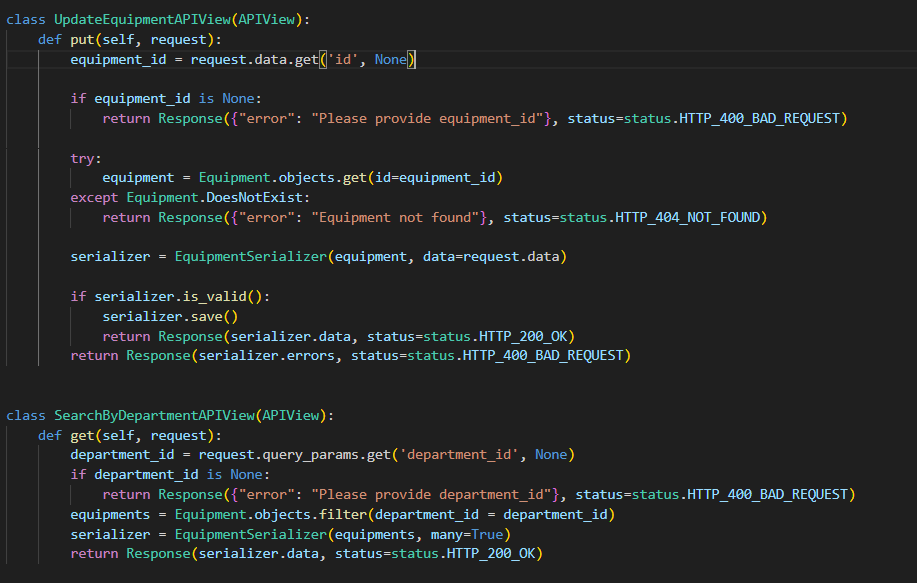 class UpdateEquipmentAPIView(APIView):
    def put(self, request):
        equipment_id = request.data.get('id', None)
        if equipment_id is None:
            return Response({"error": "Please provide equipment_id"}, status=status.HTTP_400_BAD_REQUEST)
        try:
            equipment = Equipment.objects.get(id=equipment_id)
        except Equipment.DoesNotExist:
            return Response({"error": "Equipment not found"}, status=status.HTTP_404_NOT_FOUND)
        serializer = EquipmentSerializer(equipment, data=request.data)
        if serializer.is_valid():
            serializer.save()
            return Response(serializer.data, status=status.HTTP_200_OK)
        return Response(serializer.errors, status=status.HTTP_400_BAD_REQUEST)
class SearchByDepartmentAPIView(APIView):
    def get(self, request):
        department_id = request.query_params.get('department_id', None)
        if department_id is None:
            return Response({"error": "Please provide department_id"}, status=status.HTTP_400_BAD_REQUEST)
        equipments = Equipment.objects.filter(department_id = department_id)
        serializer = EquipmentSerializer(equipments, many=True)
        return Response(serializer.data, status=status.HTTP_200_OK)